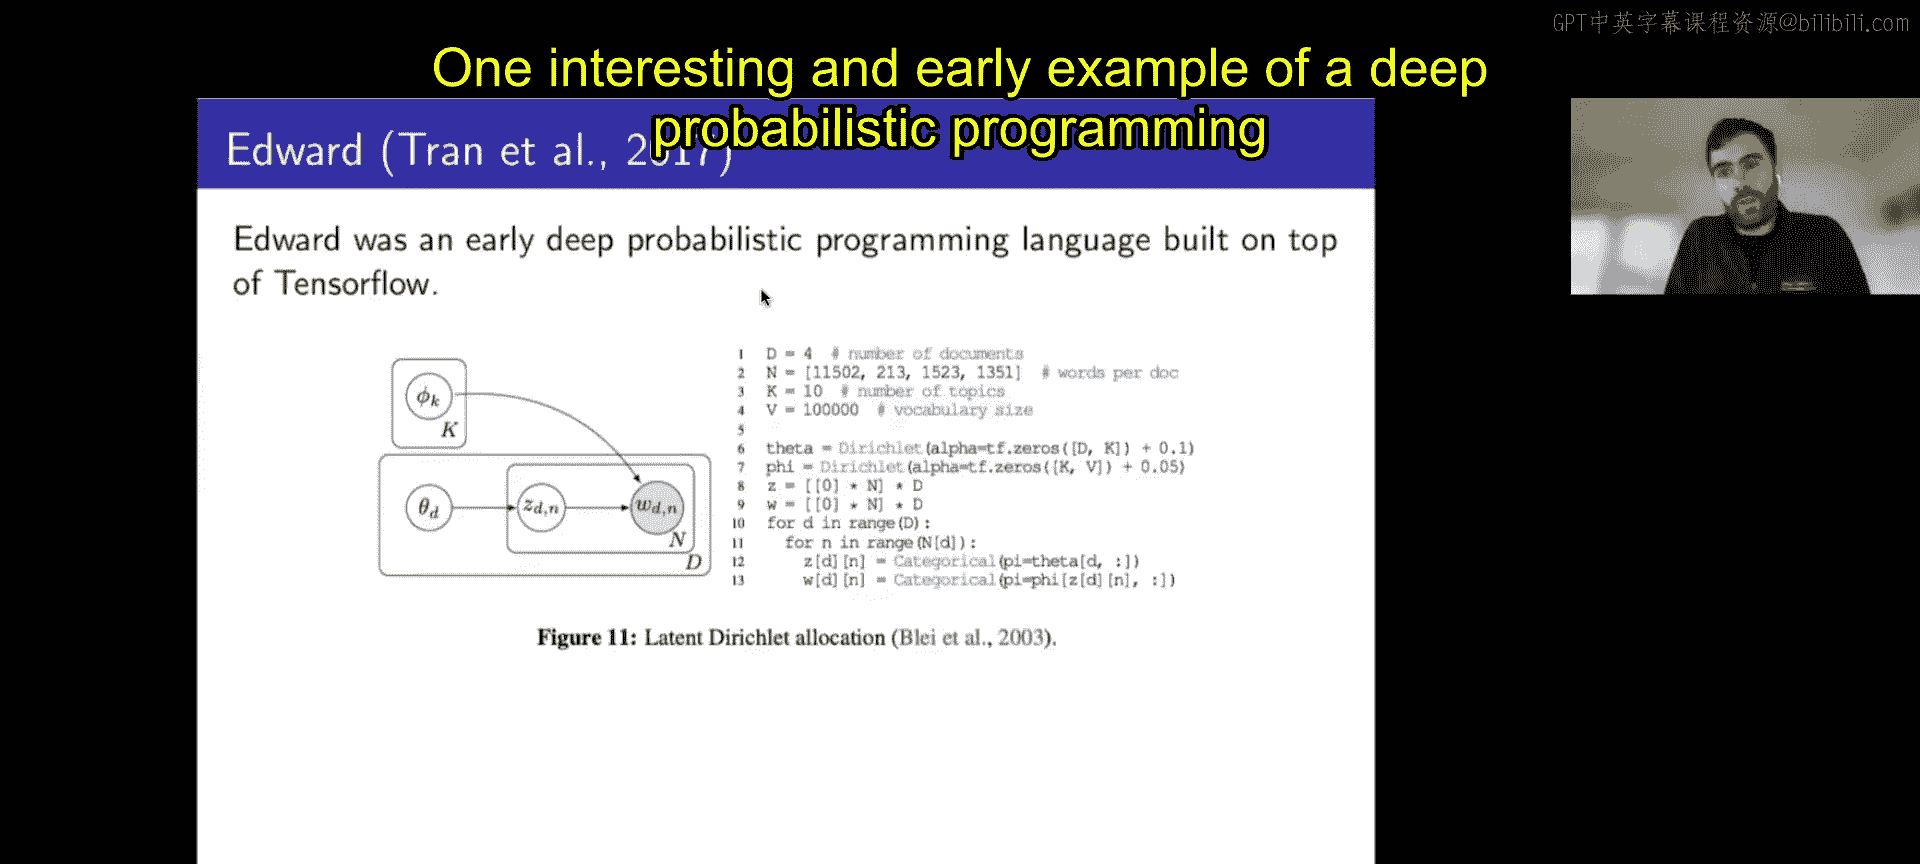 GPT中英字幕课程资源@bilibili.com
One interesting and early example of a deep
probabilistic programming
Edward (Tran et al., 2017)
Edward was an early deep probabilistic programming language built on top
of Tensorflow.
ϕk
K
θd
zd,n
wd,n
N
D
1 D = 4 # number of documents
2 N = [11502, 213, 1523, 1351] # words per doc
3 K = 10 # number of topics
4 V = 100000 # vocabulary size
5
6 theta = Dirichlet(alpha=tf.zeros([D, K]) + 0.1)
7 phi = Dirichlet(alpha=tf.zeros([K, V]) + 0.05)
8 z = [[0] * N] * D
9 w = [[0] * N] * D
10 for d in range(D):
11 for n in range(N[d]):
12 z[d][n] = Categorical(pi=theta[d, :])
13 w[d][n] = Categorical(pi=phi[z[d][n], :])
Figure 11: Latent Dirichlet allocation (Blei et al., 2003).